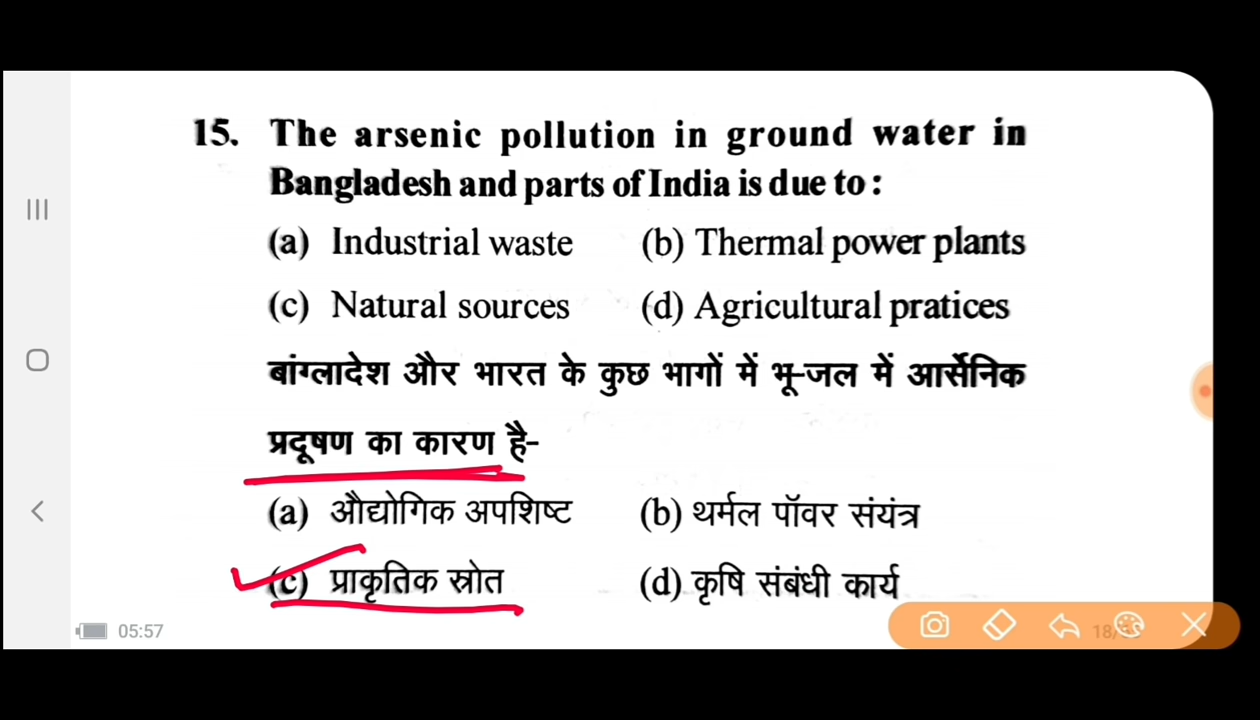 15. The arsenic pollution in ground water in
Bangladesh and parts of India is due to :
(a) Industrial waste (b) Thermal power plants
(c) Natural sources (d) Agricultural pratices
बांग्लादेश और भारत के कुछ भागों में भू-जल में आर्सेनिक
प्रदूषण का कारण है-
(a) औद्योगिक अपशिष्ट (b) थर्मल पॉवर संयंत्र
(c) प्राकृतिक स्रोत (d) कृषि संबंधी कार्य
05:57